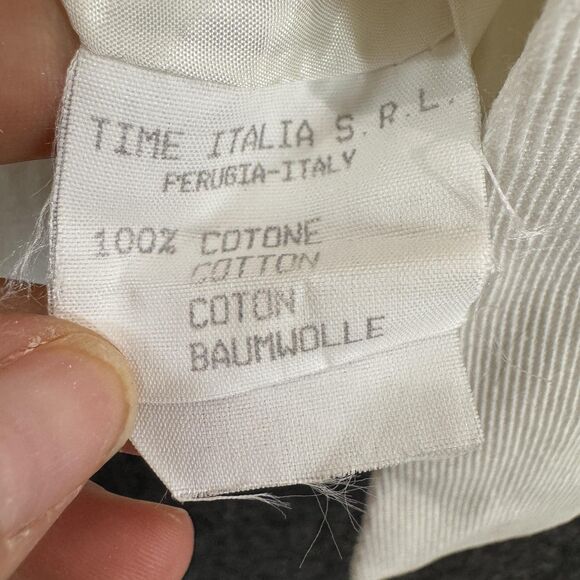 TIME ITALIA S.R.L.
PERUGIA-ITALY
100% COTONE
COTTON
COTON
BAUMWOLLE